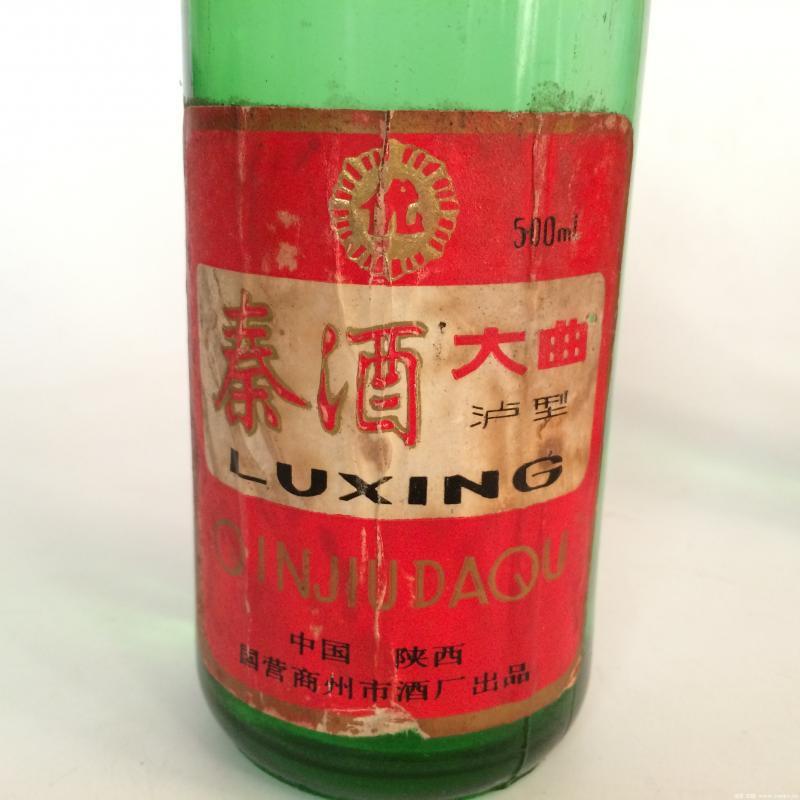 优
500ml
秦酒 大曲
泸型
LUXING
QINJIUDAQU
中国 陕西
国营商州市酒厂出品